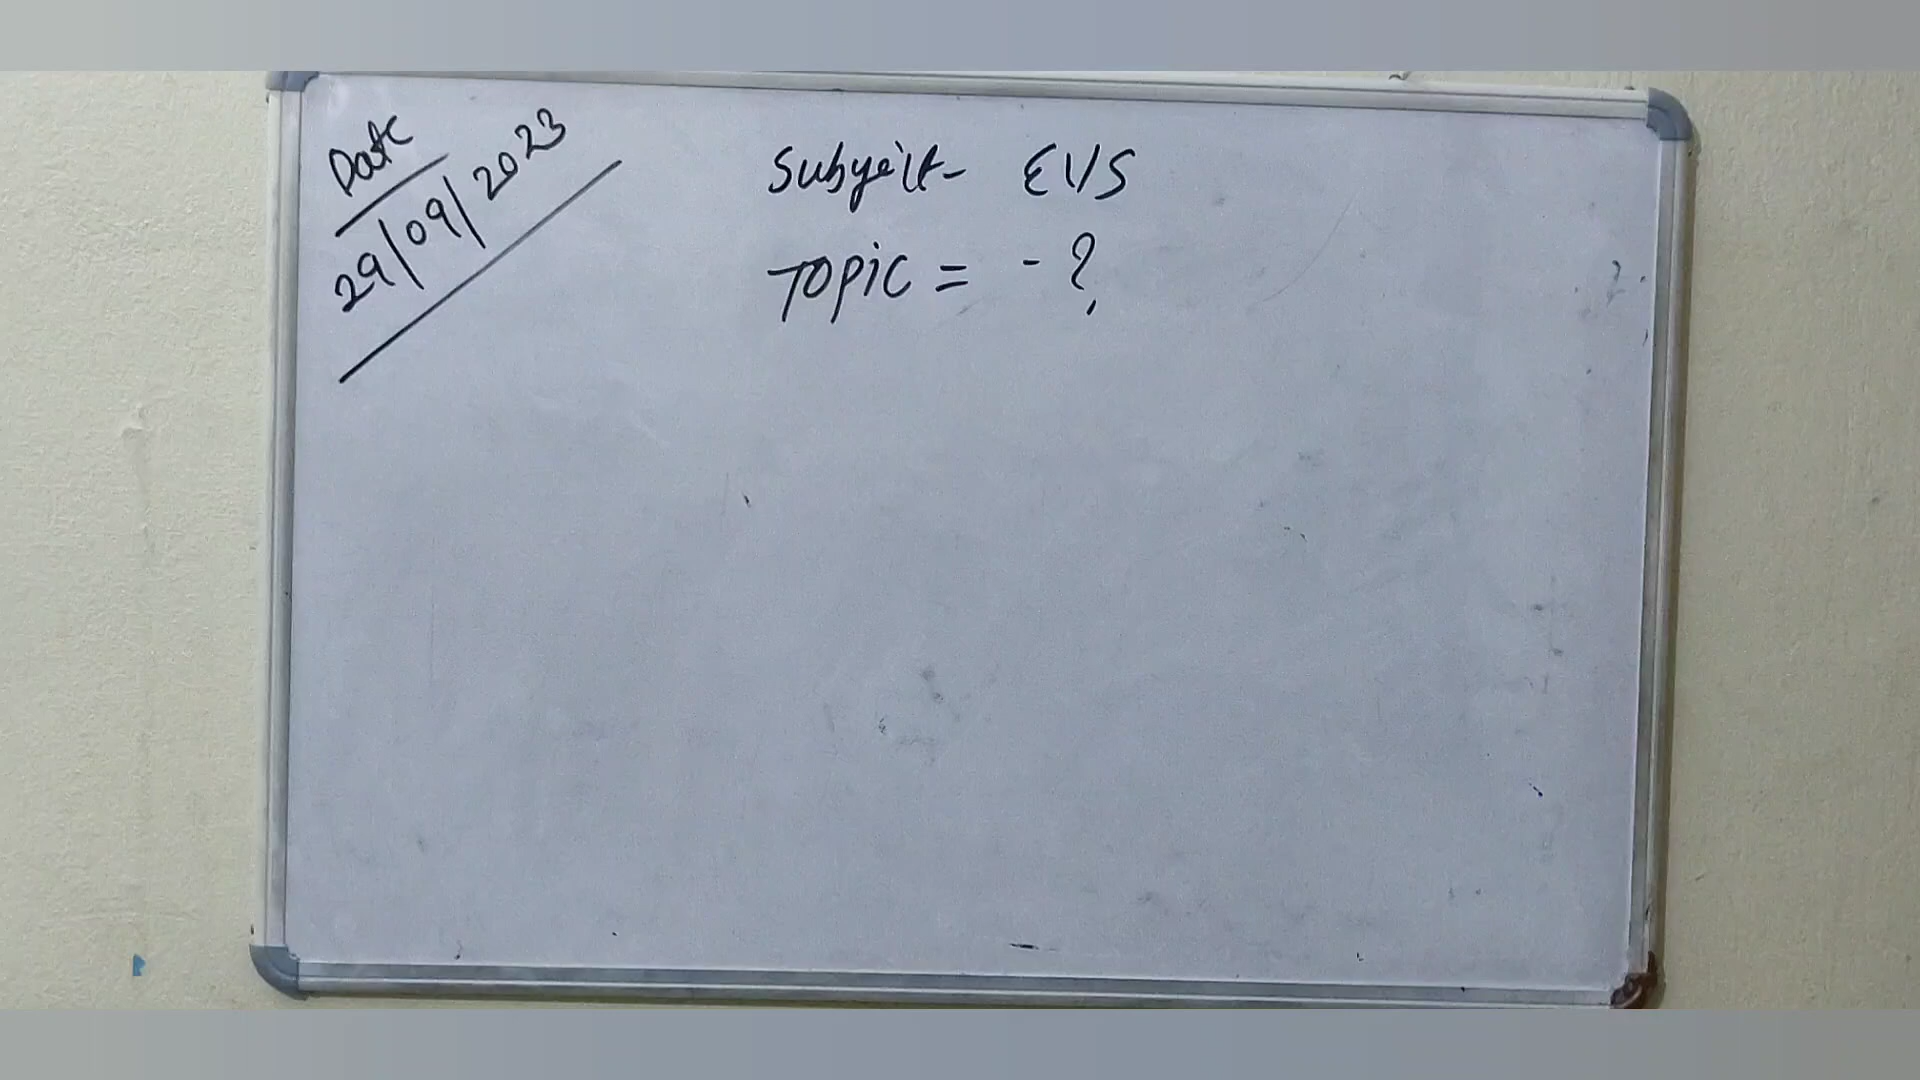 Date
29/09/2023
Subject- EVS
Topic = - ?